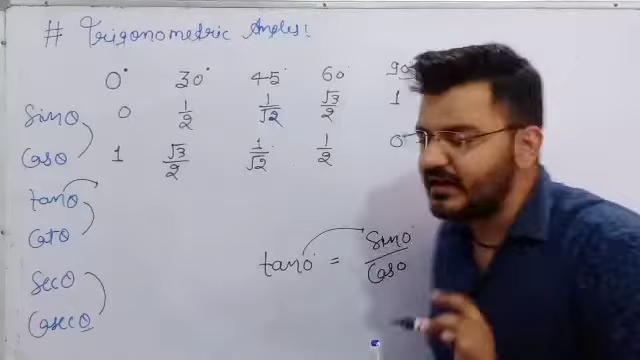 # Trigonometric Angles:
0° 30° 45° 60° 90
Sinθ 0 1/2 1/√2 √3/2 1
Cosθ 1 √3/2 1/√2 1/2 0
tanθ
Cotθ
tanθ = Sinθ/Cosθ
Secθ
Cosecθ